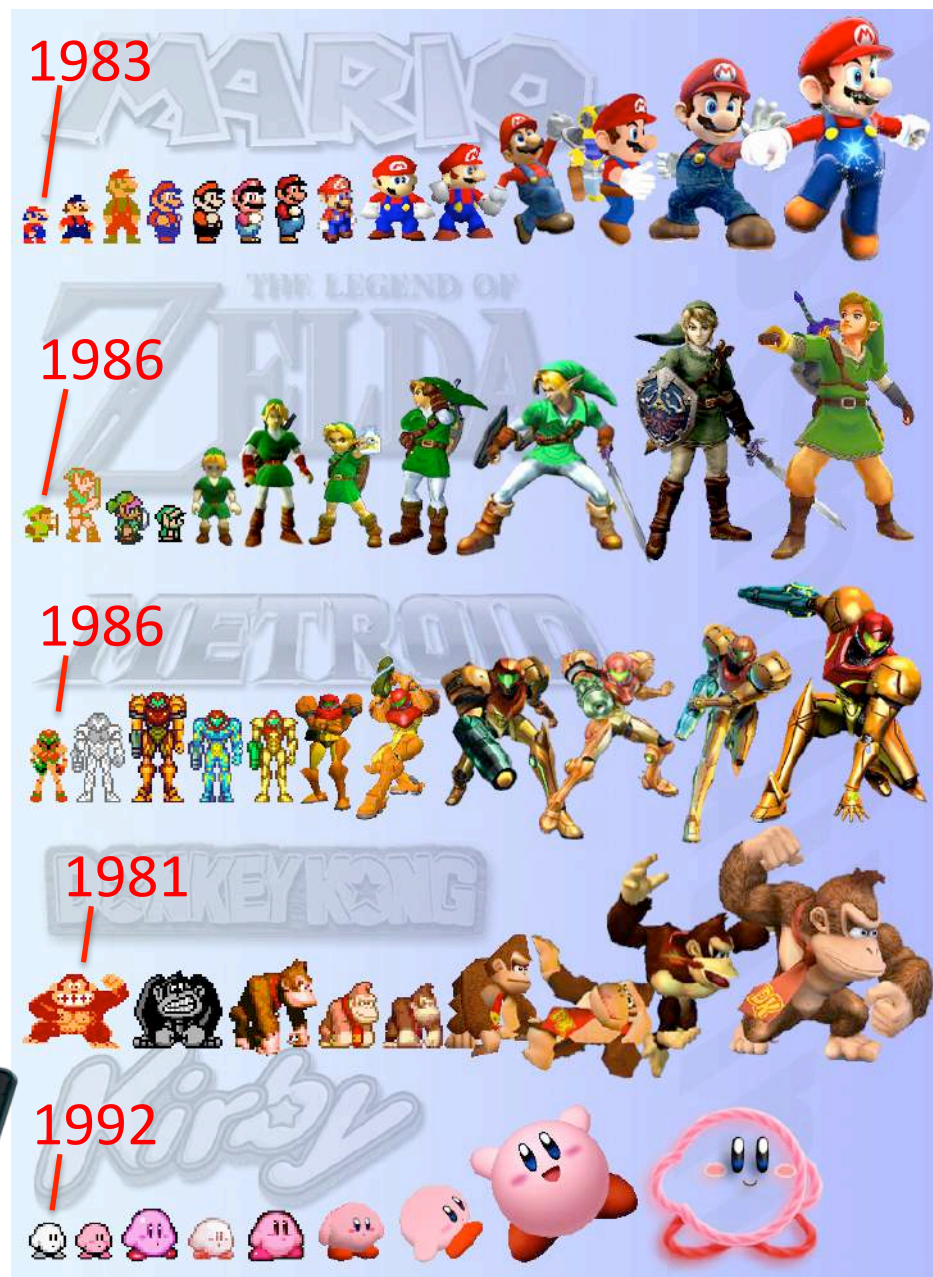 1983
MARIO
THE LEGEND OF
ZELDA
1986
METROID
1986
DONKEY KONG
1981
Kirby
1992